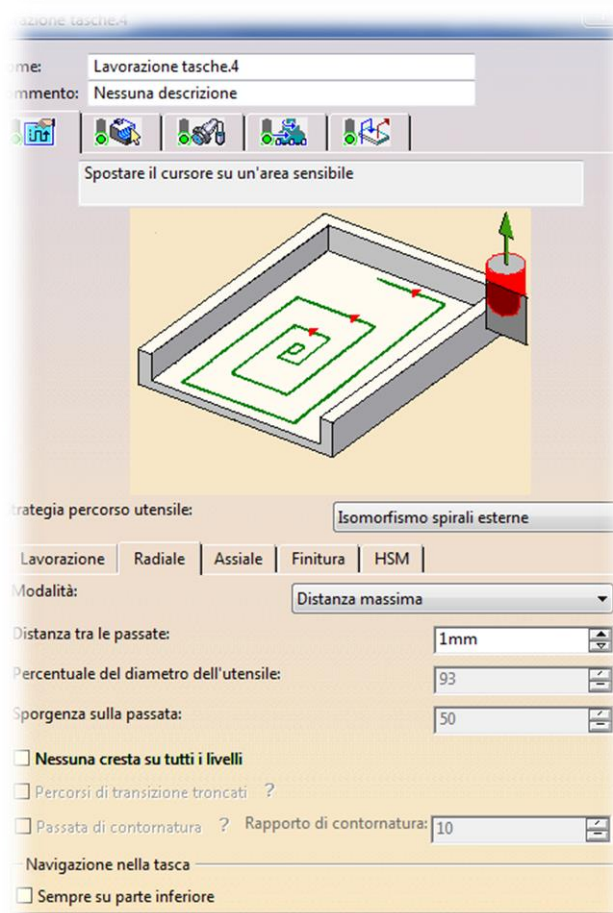 Lavorazione tasche.4
Nessuna descrizione
Spostare il cursore su un'area sensibile
percorso utensile:
Isomorfismo spirali esterne
Lavorazione Radiale Assiale Finitura HSM
Modalità:
Distanza massima
Distanza tra le passate:
1mm
Percentuale del diametro dell'utensile:
93
Sporgenza sulla passata:
50
Nessuna cresta su tutti i livelli
Percorsi di transizione troncati ?
Passata di contornatura ? Rapporto di contornatura: 10
Navigazione nella tasca
Sempre su parte inferiore